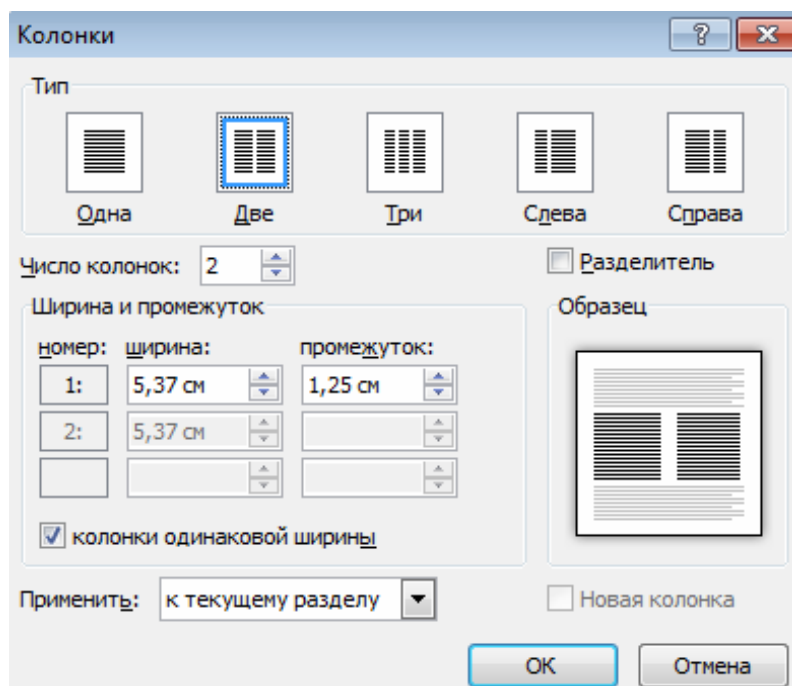 Колонки
Тип
Одна Две Три Слева Справа
Число колонок: 2 Разделитель
Ширина и промежуток Образец
номер: ширина: промежуток:
1: 5,37 см 1,25 см
2: 5,37 см
колонки одинаковой ширины
Применить: к текущему разделу Новая колонка
ОК Отмена